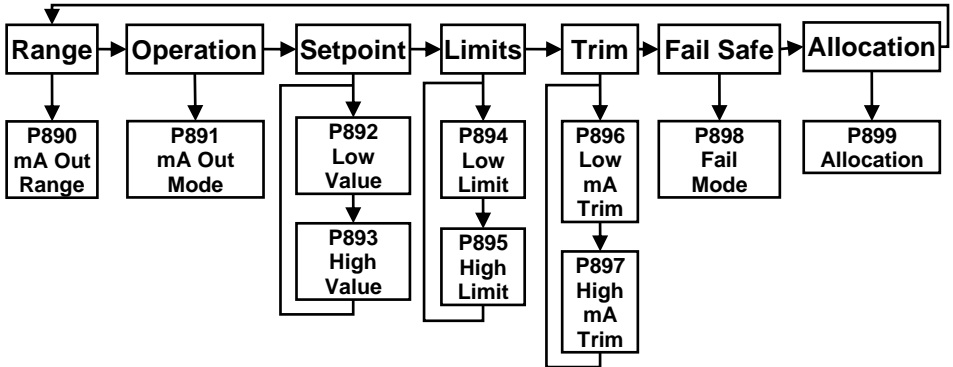 Range
Operation
Setpoint
Limits
Trim
Fail Safe
Allocation
P890
mA Out
Range
P891
mA Out
Mode
P892
Low
Value
P893
High
Value
P894
Low
Limit
P895
High
Limit
P896
Low
mA
Trim
P897
High
mA
Trim
P898
Fail
Mode
P899
Allocation